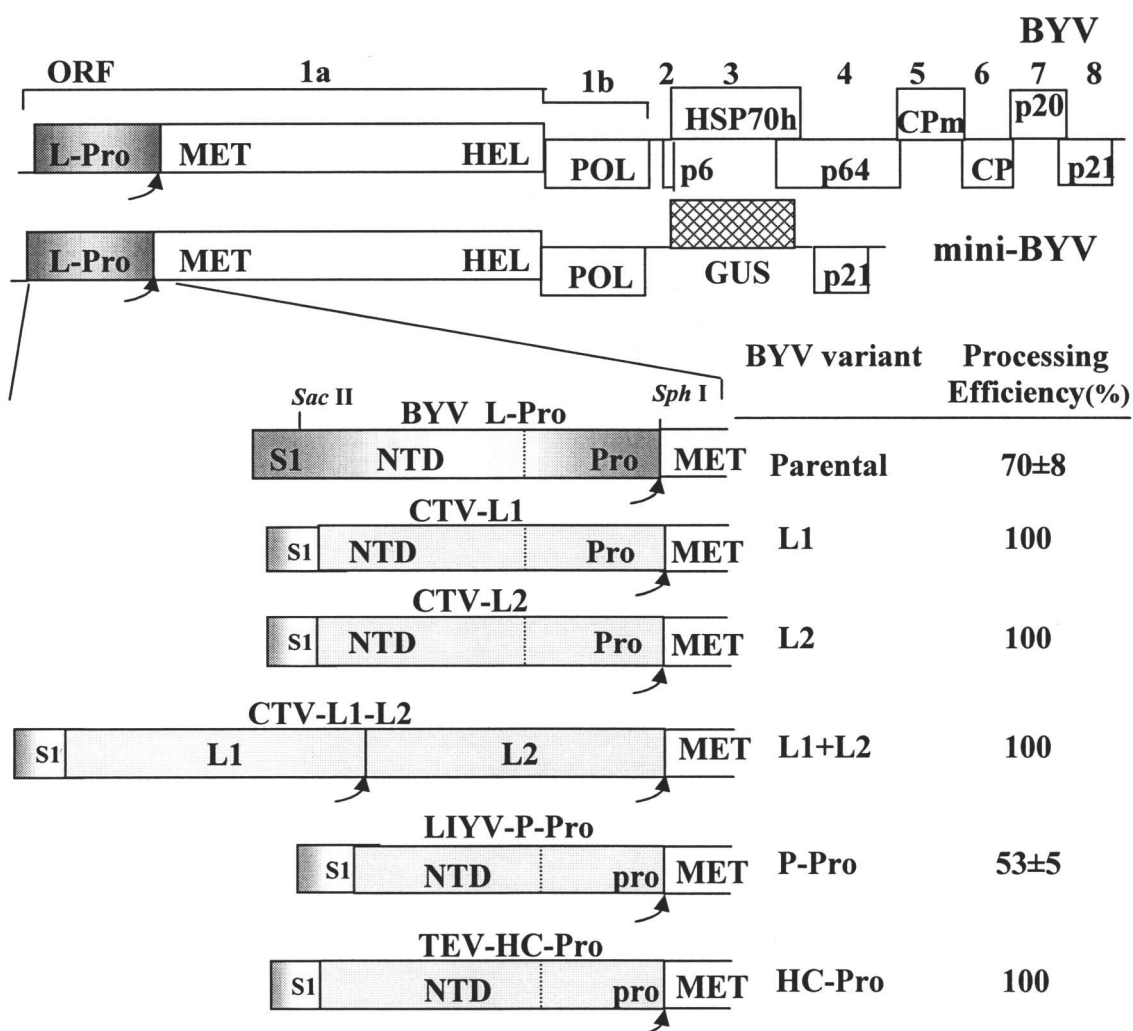 BYV
ORF 1a 1b 2 3 4 5 6 7 8
HSP70h CPm p20
L-Pro MET HEL POL p6 p64 CP p21
mini-BYV
L-Pro MET HEL POL GUS p21
BYV variant Processing Efficiency(%)
Sac II Sph I
BYV L-Pro
S1 NTD Pro MET Parental 70±8
CTV-L1
S1 NTD Pro MET L1 100
CTV-L2
S1 NTD Pro MET L2 100
CTV-L1-L2
S1 L1 L2 MET L1+L2 100
LIYV-P-Pro
S1 NTD pro MET P-Pro 53±5
TEV-HC-Pro
S1 NTD pro MET HC-Pro 100